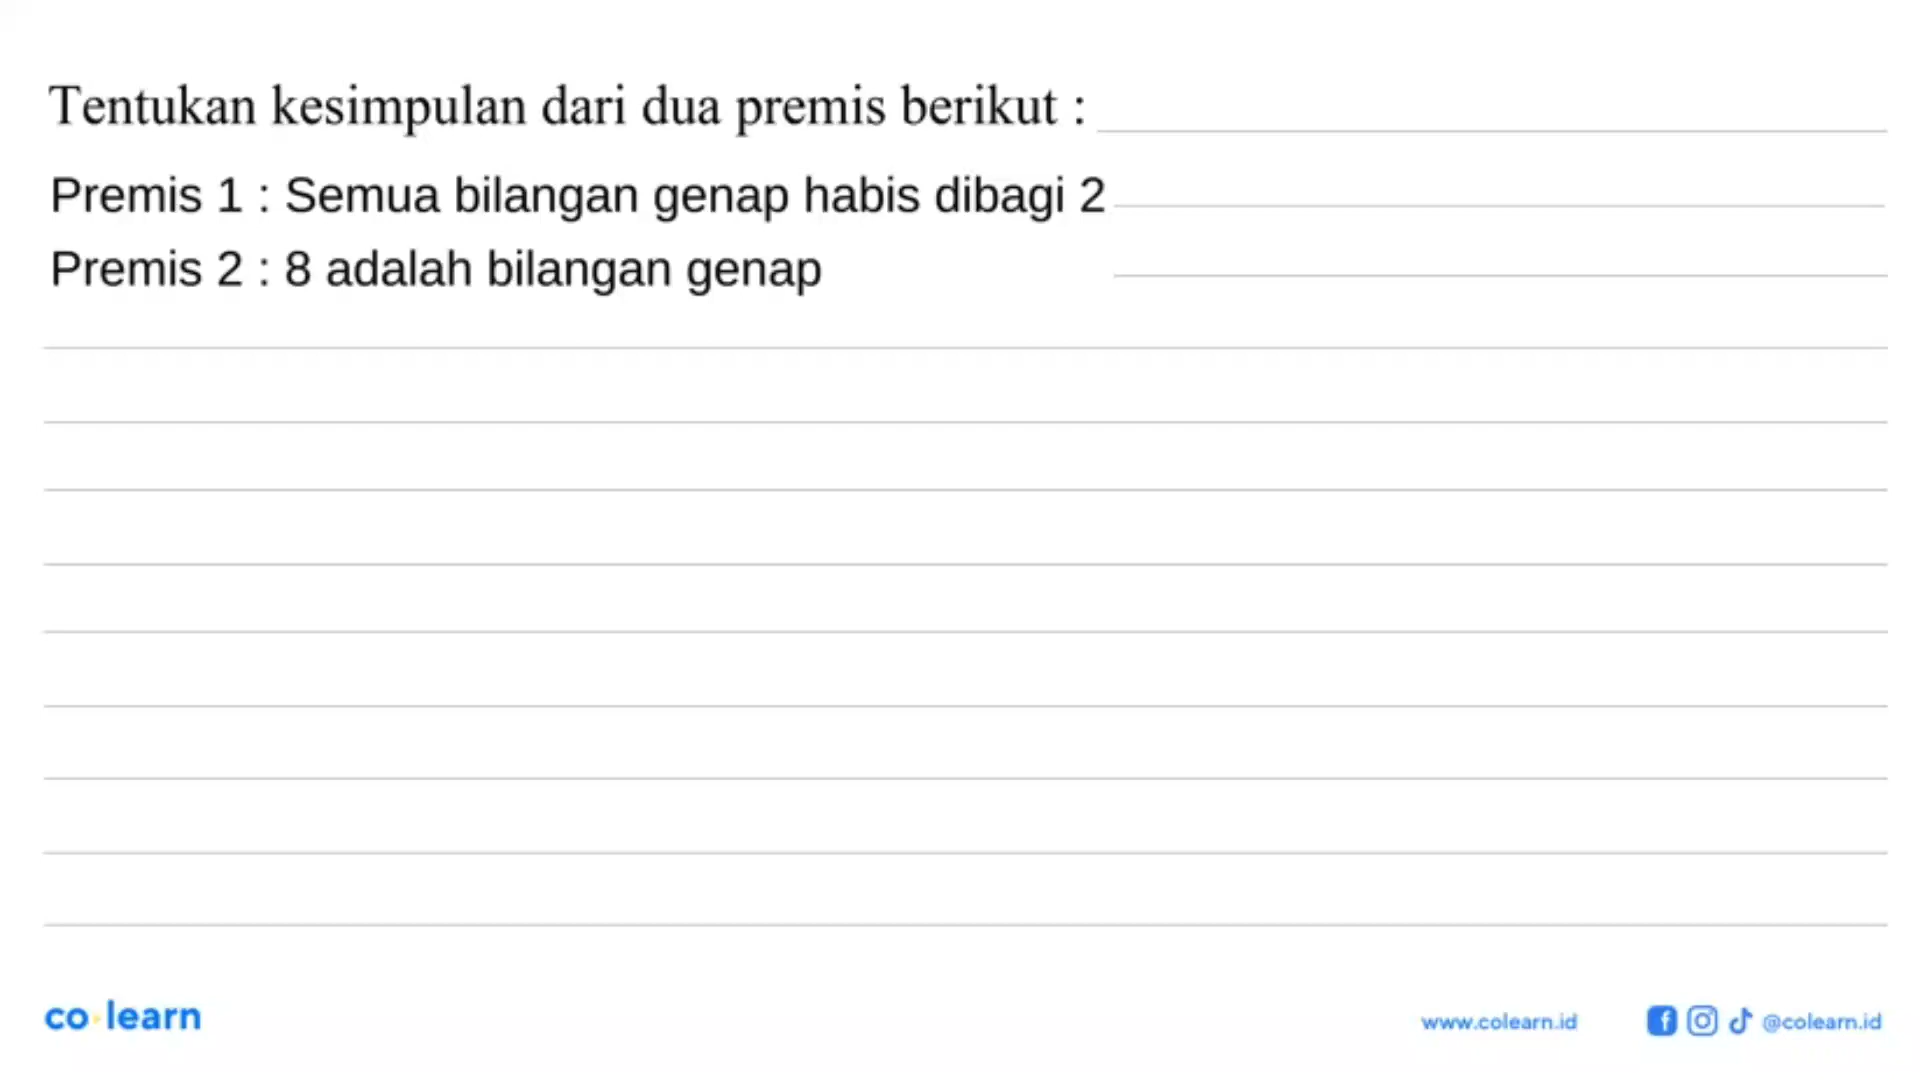 Tentukan kesimpulan dari dua premis berikut :
Premis 1 : Semua bilangan genap habis dibagi 2
Premis 2 : 8 adalah bilangan genap
co learn
www.colearn.id
@colearn.id